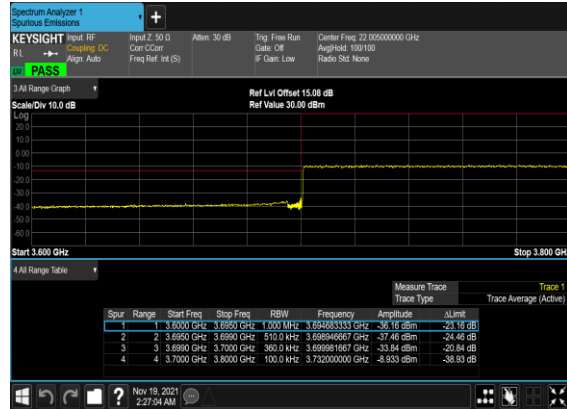 Spectrum Analyzer 1
Spurious Emissions
+
KEYSIGHT Input: RF Input Z: 50 Ω Atten: 30 dB Trig: Free Run Center Freq: 22.005000000 GHz
RL Coupling: DC Corr CCorr Gate: Off Avg|Hold: 100/100
Align: Auto Freq Ref: Int (S) IF Gain: Low Radio Std: None
LW PASS
3 All Range Graph
Ref Lvl Offset 15.08 dB
Scale/Div 10.0 dB Ref Value 30.00 dBm
Log
20.0
10.0
0.00
-10.0
-20.0
-30.0
-40.0
-50.0
-60.0
Start 3.600 GHz Stop 3.800 GH
4 All Range Table
Measure Trace Trace 1
Trace Type Trace Average (Active)
Spur Range Start Freq Stop Freq RBW Frequency Amplitude ΔLimit
1 1 3.6000 GHz 3.6950 GHz 1.000 MHz 3.694683333 GHz -36.16 dBm -23.16 dB
2 2 3.6950 GHz 3.6990 GHz 510.0 kHz 3.698946667 GHz -37.46 dBm -24.46 dB
3 3 3.6990 GHz 3.7000 GHz 360.0 kHz 3.699981667 GHz -33.84 dBm -20.84 dB
4 4 3.7000 GHz 3.8000 GHz 100.0 kHz 3.732000000 GHz -8.933 dBm -38.93 dB
? Nov 19, 2021
2:27:04 AM